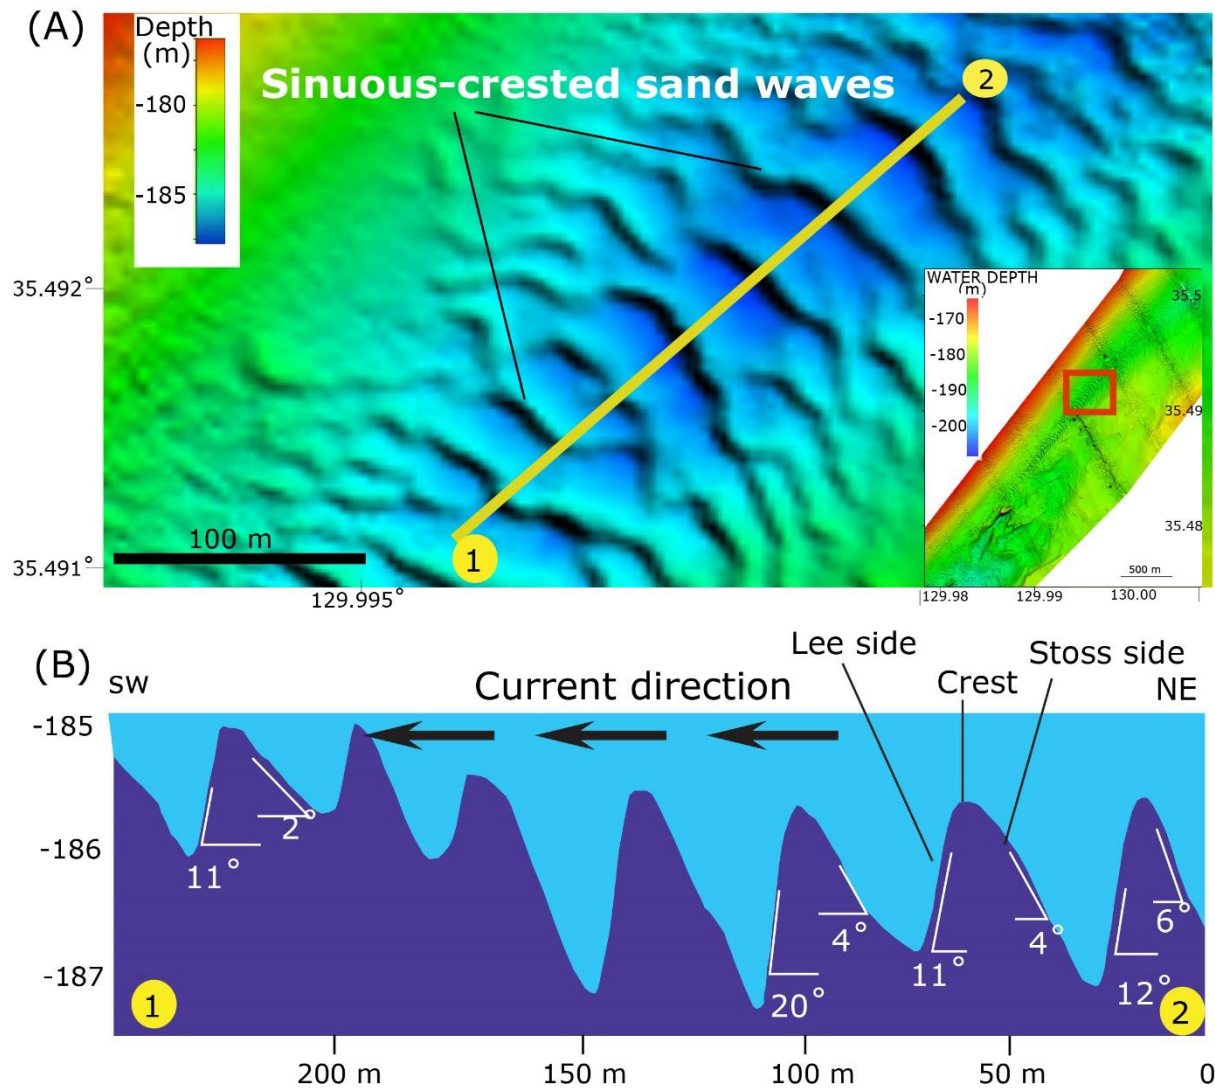 (A)
Depth
(m)
-180
-185
Sinuous-crested sand waves
2
35.492°
35.491°
100 m
1
129.995°
WATER DEPTH
(m)
-170
-180
-190
-200
35.5
35.49
35.48
500 m
129.98
129.99
130.00
(B)
SW
Current direction
Lee side
Crest
Stoss side
NE
-185
-186
-187
11°
2°
20°
4°
11°
4°
12°
6°
1
2
200 m
150 m
100 m
50 m
0